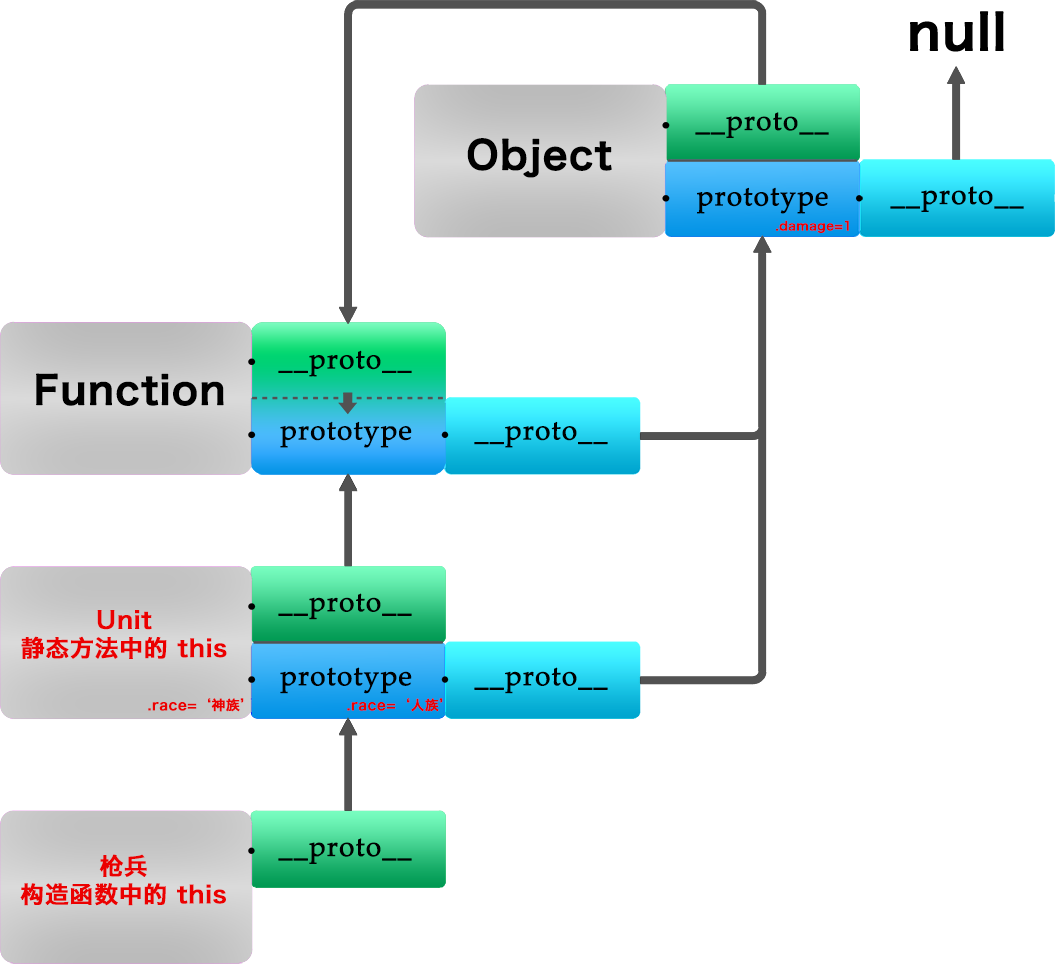 null
__proto__
Object
prototype
__proto__
.damage=1
__proto__
Function
prototype
__proto__
__proto__
Unit
静态方法中的 this
prototype
__proto__
.race=‘神族’
.race=‘人族’
__proto__
枪兵
构造函数中的 this